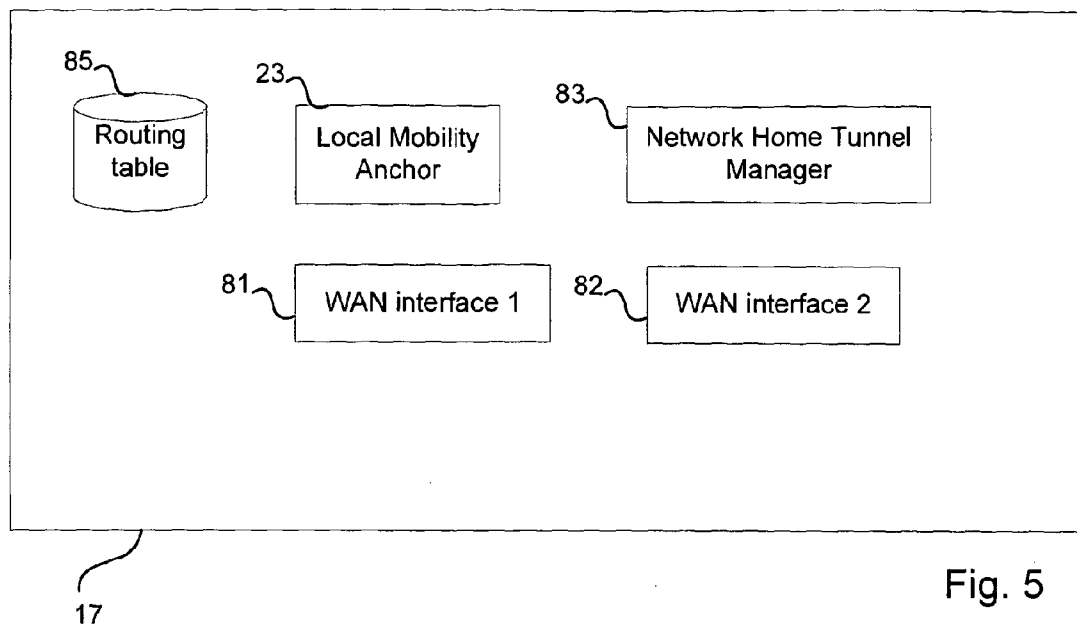 85
Routing
table
23
Local Mobility
Anchor
83
Network Home Tunnel
Manager
81
WAN interface 1
82
WAN interface 2
17
Fig. 5